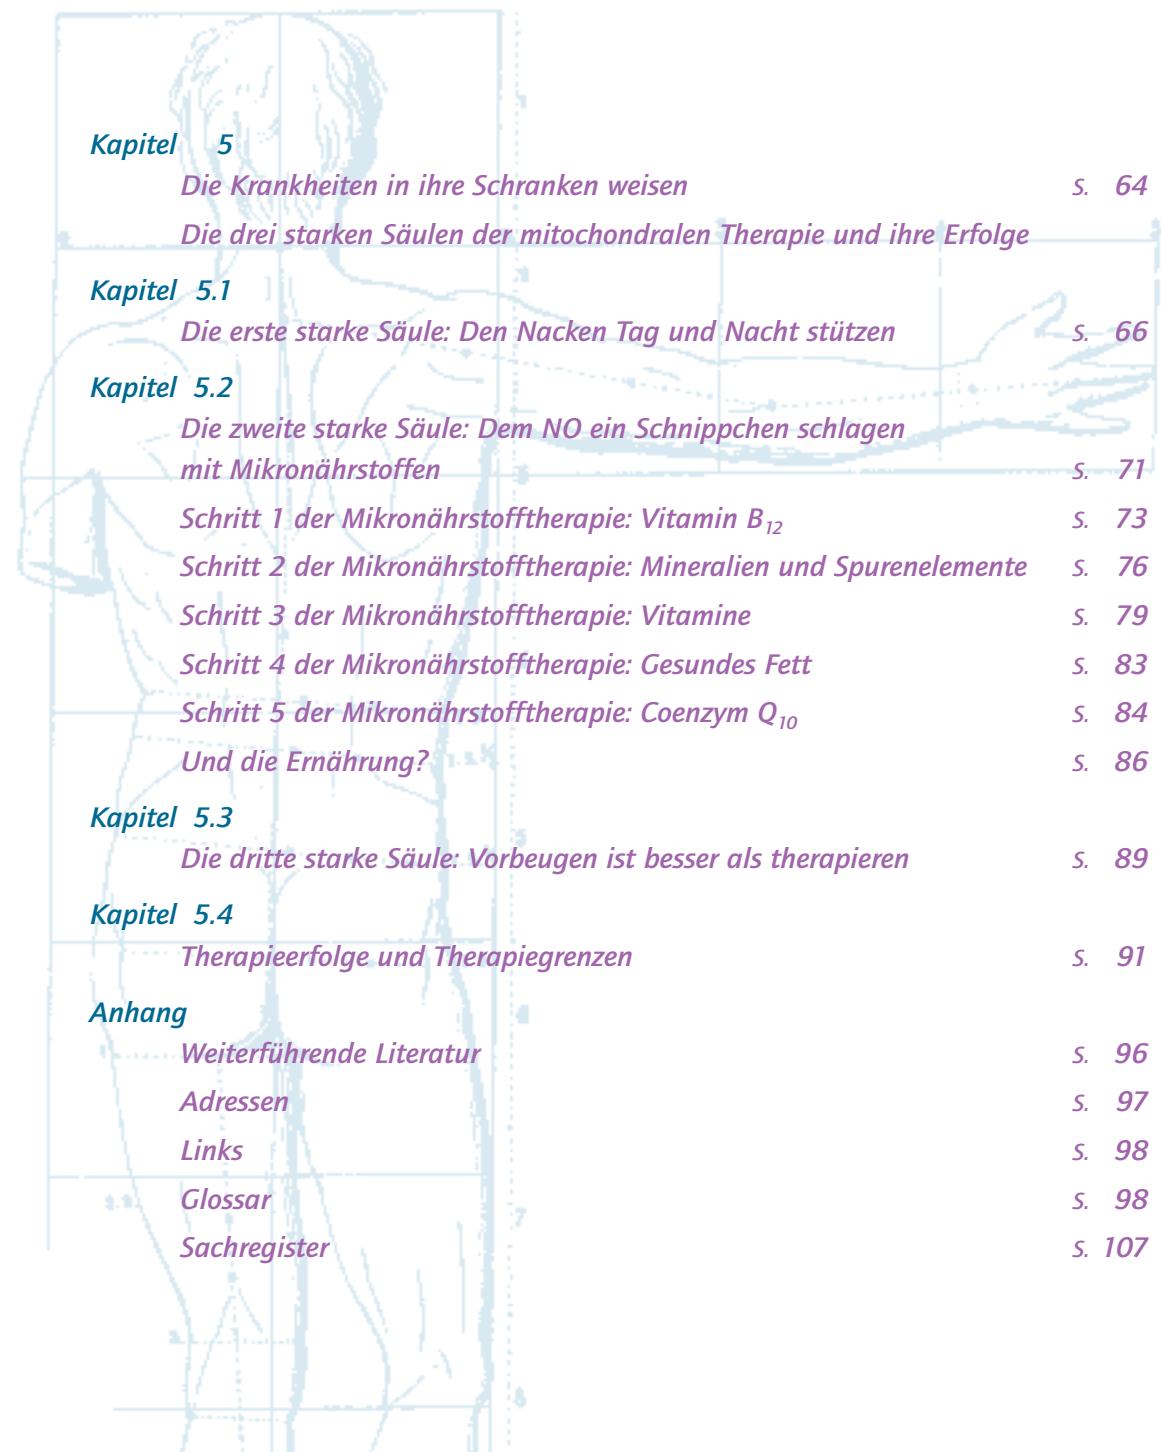 Kapitel 5
Die Krankheiten in ihre Schranken weisen S. 64
Die drei starken Säulen der mitochondralen Therapie und ihre Erfolge
Kapitel 5.1
Die erste starke Säule: Den Nacken Tag und Nacht stützen S. 66
Kapitel 5.2
Die zweite starke Säule: Dem NO ein Schnippchen schlagen
mit Mikronährstoffen S. 71
Schritt 1 der Mikronährstofftherapie: Vitamin B12 S. 73
Schritt 2 der Mikronährstofftherapie: Mineralien und Spurenelemente S. 76
Schritt 3 der Mikronährstofftherapie: Vitamine S. 79
Schritt 4 der Mikronährstofftherapie: Gesundes Fett S. 83
Schritt 5 der Mikronährstofftherapie: Coenzym Q10 S. 84
Und die Ernährung? S. 86
Kapitel 5.3
Die dritte starke Säule: Vorbeugen ist besser als therapieren S. 89
Kapitel 5.4
Therapieerfolge und Therapiegrenzen S. 91
Anhang
Weiterführende Literatur S. 96
Adressen S. 97
Links S. 98
Glossar S. 98
Sachregister S. 107